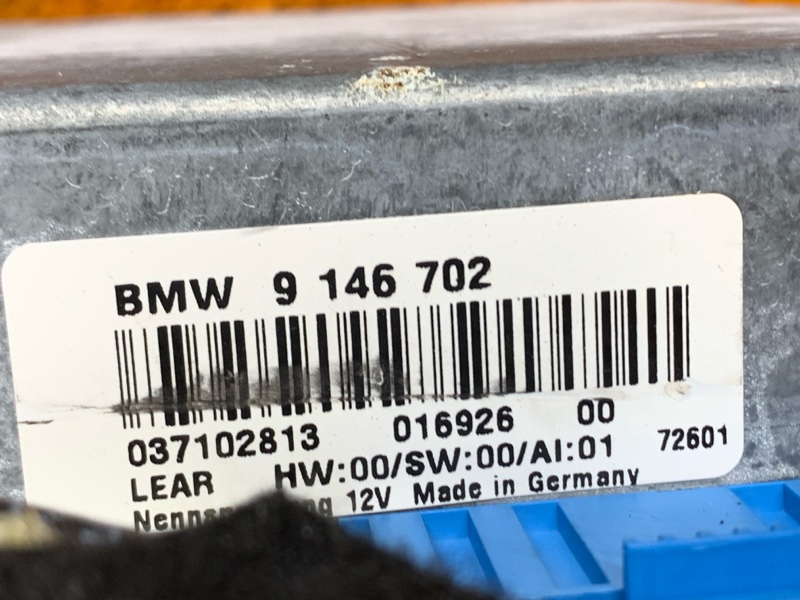 BMW 9 146 702
037102813 016926 00
LEAR HW:00/SW:00/AI:01 72601
12V Made in Germany